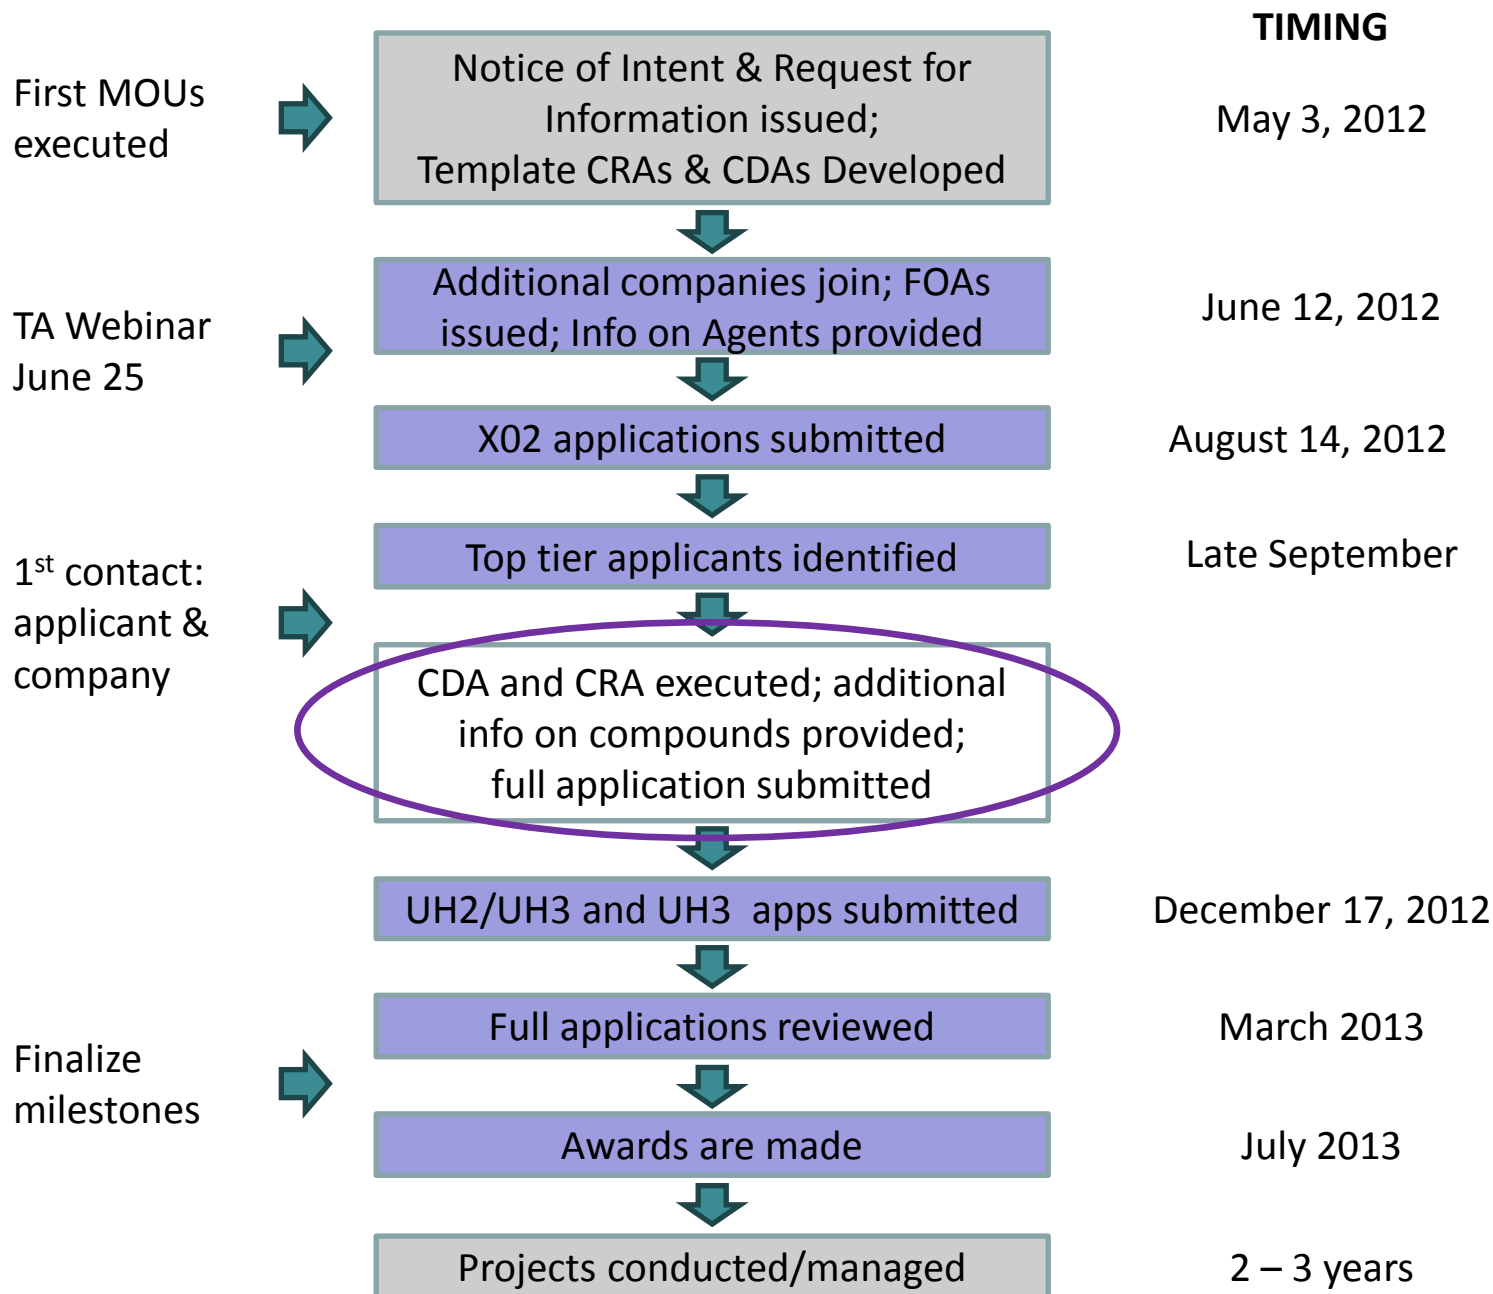 TIMING
First MOUs
executed
Notice of Intent & Request for
Information issued;
Template CRAs & CDAs Developed
May 3, 2012
TA Webinar
June 25
Additional companies join; FOAs
issued; Info on Agents provided
June 12, 2012
X02 applications submitted
August 14, 2012
1st contact:
applicant &
company
Top tier applicants identified
Late September
CDA and CRA executed; additional
info on compounds provided;
full application submitted
UH2/UH3 and UH3  apps submitted
December 17, 2012
Full applications reviewed
March 2013
Finalize
milestones
Awards are made
July 2013
Projects conducted/managed
2 – 3 years